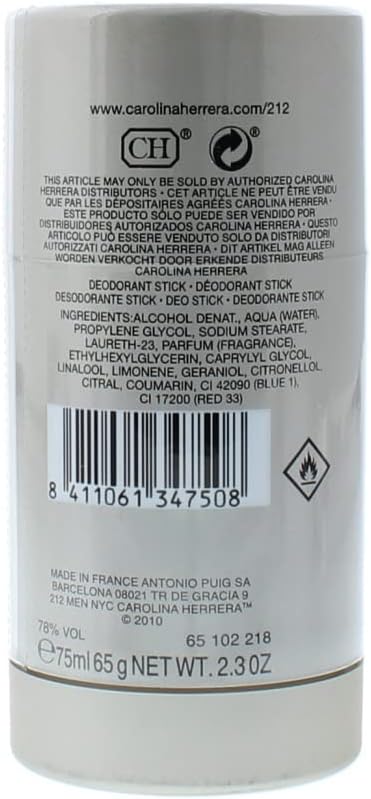 www.carolinaherrera.com/212
CH® ®
THIS ARTICLE MAY ONLY BE SOLD BY AUTHORIZED CAROLINA
HERRERA DISTRIBUTORS • CET ARTICLE NE PEUT ÊTRE VENDU
QUE PAR LES DÉPOSITAIRES AGRÉÉS CAROLINA HERRERA •
ESTE PRODUCTO SÓLO PUEDE SER VENDIDO POR
DISTRIBUIDORES AUTORIZADOS CAROLINA HERRERA • QUESTO
ARTICOLO PUÒ ESSERE VENDUTO SOLO DA DISTRIBUTORI
AUTORIZZATI CAROLINA HERRERA • DIT ARTIKEL MAG ALLEEN
WORDEN VERKOCHT DOOR ERKENDE DISTRIBUTEURS
CAROLINA HERRERA
DEODORANT STICK • DÉODORANT STICK
DESODORANTE STICK • DEO STICK • DEODORANTE STICK
INGREDIENTS:ALCOHOL DENAT., AQUA (WATER),
PROPYLENE GLYCOL, SODIUM STEARATE,
LAURETH-23, PARFUM (FRAGRANCE),
ETHYLHEXYLGLYCERIN, CAPRYLYL GLYCOL,
LINALOOL, LIMONENE, GERANIOL, CITRONELLOL,
CITRAL, COUMARIN, CI 42090 (BLUE 1),
CI 17200 (RED 33)
8 411061 347508
MADE IN FRANCE ANTONIO PUIG SA
BARCELONA 08021 TR DE GRACIA 9
212 MEN NYC CAROLINA HERRERA™
© 2010
78% VOL 65 102 218
℮75ml 65 g NET WT. 2.3 OZ